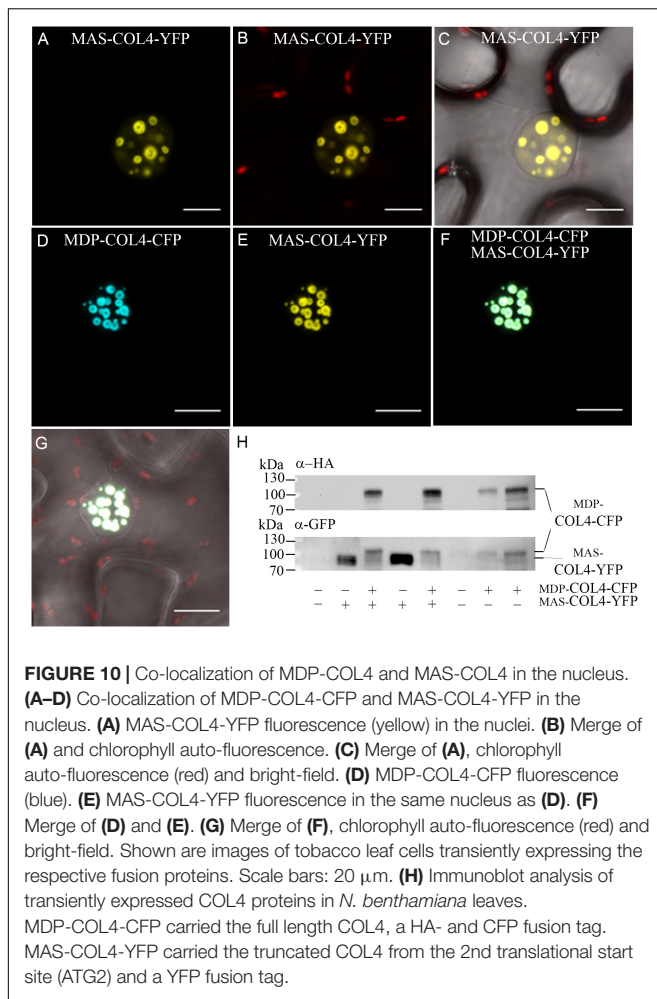 A MAS-COL4-YFP
B MAS-COL4-YFP
C MAS-COL4-YFP
D MDP-COL4-CFP
E MAS-COL4-YFP
F MDP-COL4-CFP
MAS-COL4-YFP
G
H
kDa α–HA
130
100
70
kDa α-GFP
130
100
70
MDP-
COL4-CFP
MAS-
COL4-YFP
– – + – + – + + MDP-COL4-CFP
– + + + + – – – MAS-COL4-YFP
FIGURE 10 | Co-localization of MDP-COL4 and MAS-COL4 in the nucleus.
(A–D) Co-localization of MDP-COL4-CFP and MAS-COL4-YFP in the
nucleus. (A) MAS-COL4-YFP fluorescence (yellow) in the nuclei. (B) Merge of
(A) and chlorophyll auto-fluorescence. (C) Merge of (A), chlorophyll
auto-fluorescence (red) and bright-field. (D) MDP-COL4-CFP fluorescence
(blue). (E) MAS-COL4-YFP fluorescence in the same nucleus as (D). (F)
Merge of (D) and (E). (G) Merge of (F), chlorophyll auto-fluorescence (red) and
bright-field. Shown are images of tobacco leaf cells transiently expressing the
respective fusion proteins. Scale bars: 20 μm. (H) Immunoblot analysis of
transiently expressed COL4 proteins in N. benthamiana leaves.
MDP-COL4-CFP carried the full length COL4, a HA- and CFP fusion tag.
MAS-COL4-YFP carried the truncated COL4 from the 2nd translational start
site (ATG2) and a YFP fusion tag.